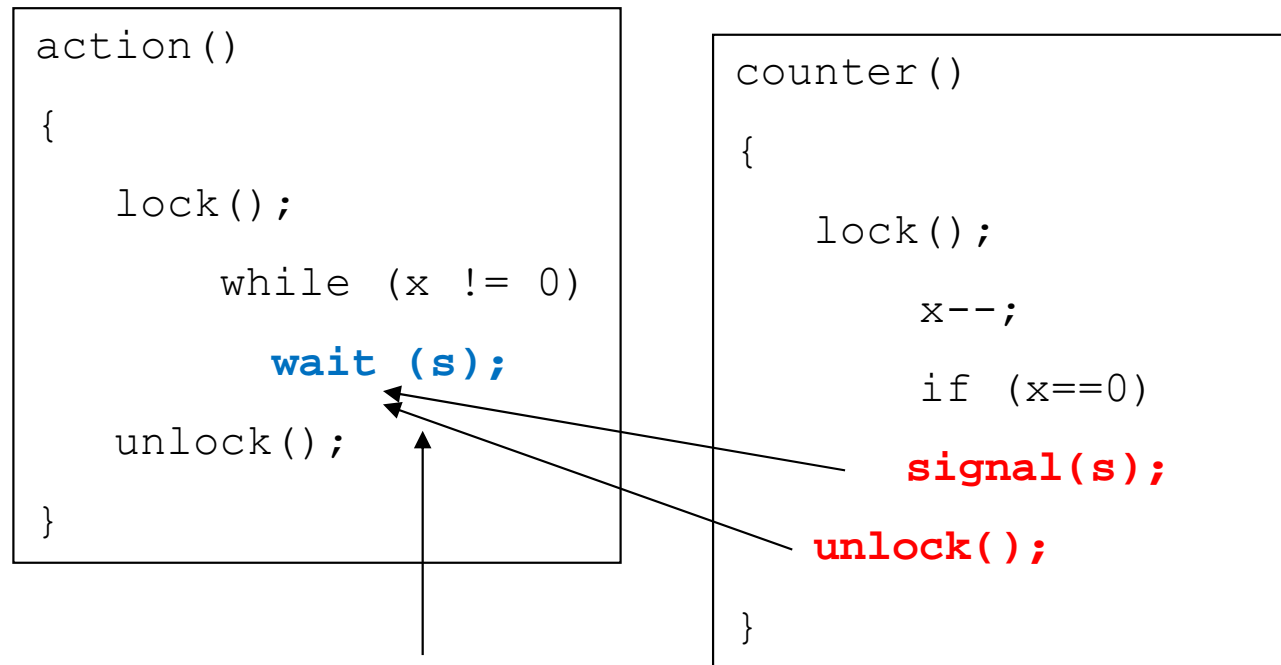 action()
{
lock();
while (x != 0)
wait (s);
unlock();
}
counter()
{
lock();
x--;
if (x==0)
signal(s);
unlock();
}